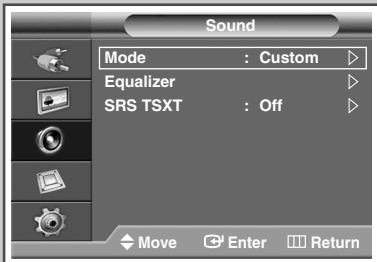 Sound
Mode : Custom
Equalizer
SRS TSXT : Off
Move Enter Return